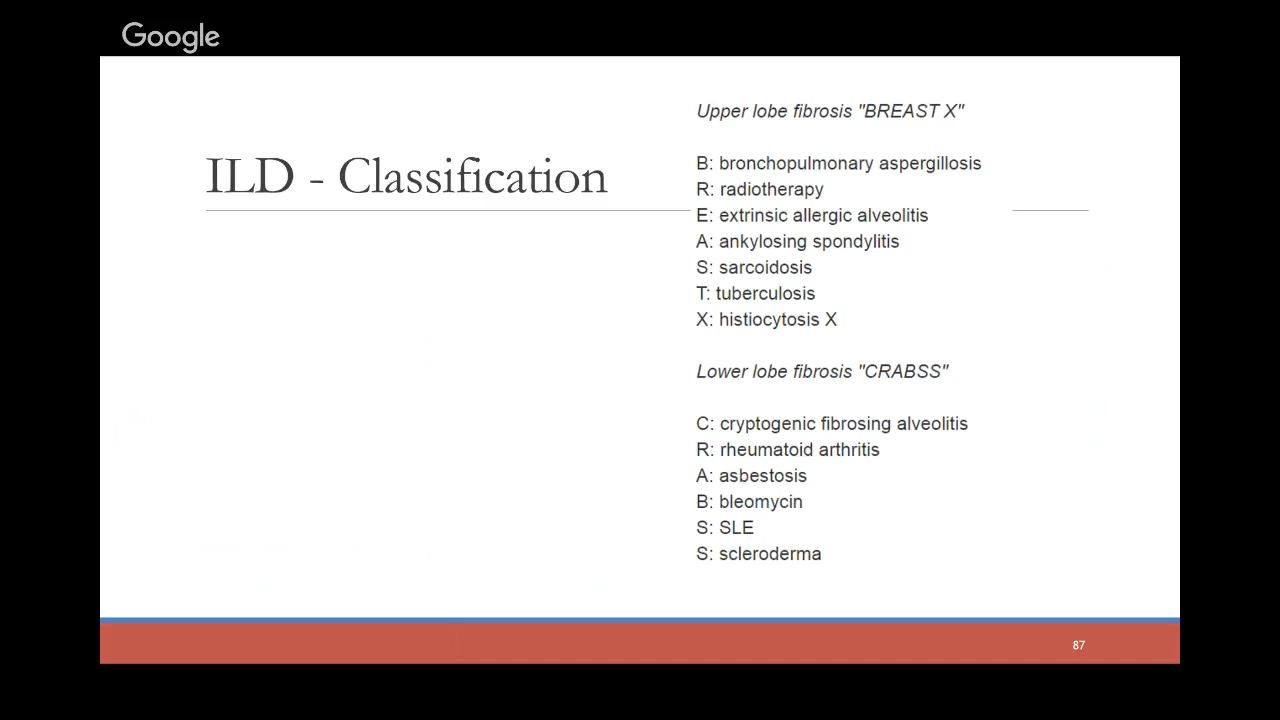 Google
ILD - Classification
Upper lobe fibrosis "BREAST X"
B: bronchopulmonary aspergillosis
R: radiotherapy
E: extrinsic allergic alveolitis
A: ankylosing spondylitis
S: sarcoidosis
T: tuberculosis
X: histiocytosis X
Lower lobe fibrosis "CRABSS"
C: cryptogenic fibrosing alveolitis
R: rheumatoid arthritis
A: asbestosis
B: bleomycin
S: SLE
S: scleroderma
87